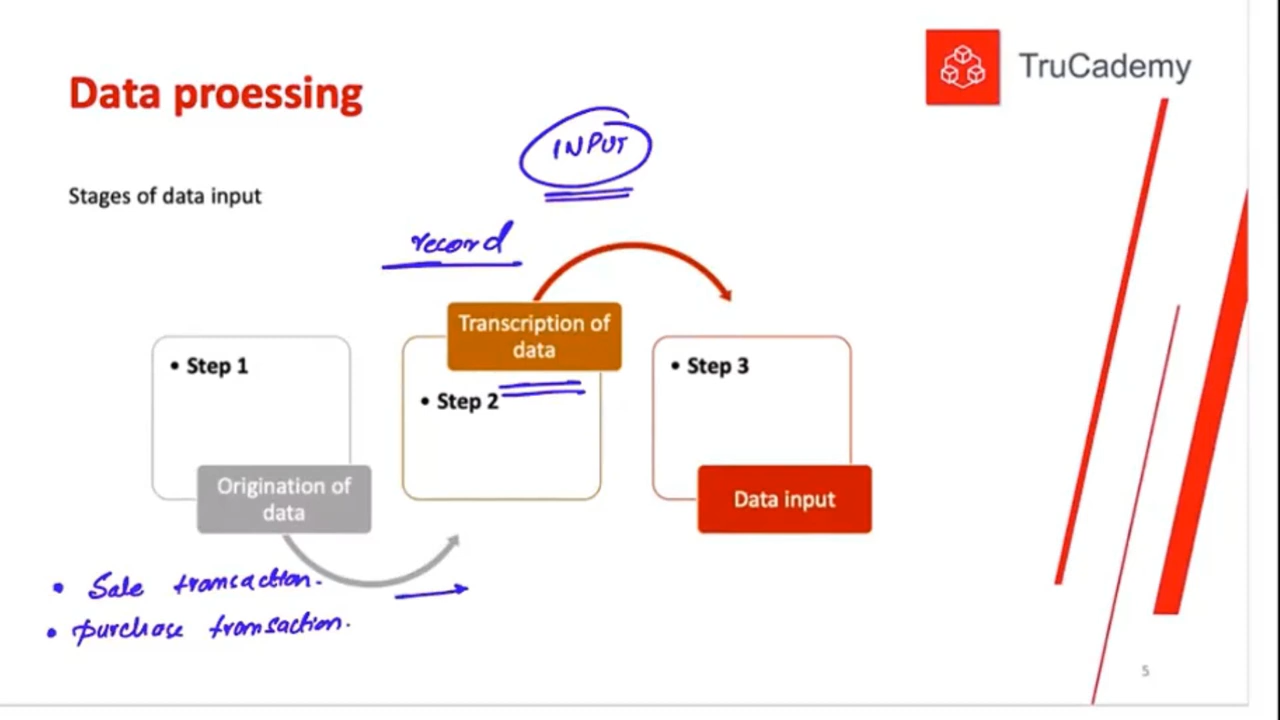 TruCademy
Data proessing
INPUT
Stages of data input
record
Transcription of
data
• Step 1
• Step 2
• Step 3
Origination of
data
Data input
• Sale transaction.
• purchase transaction.
5